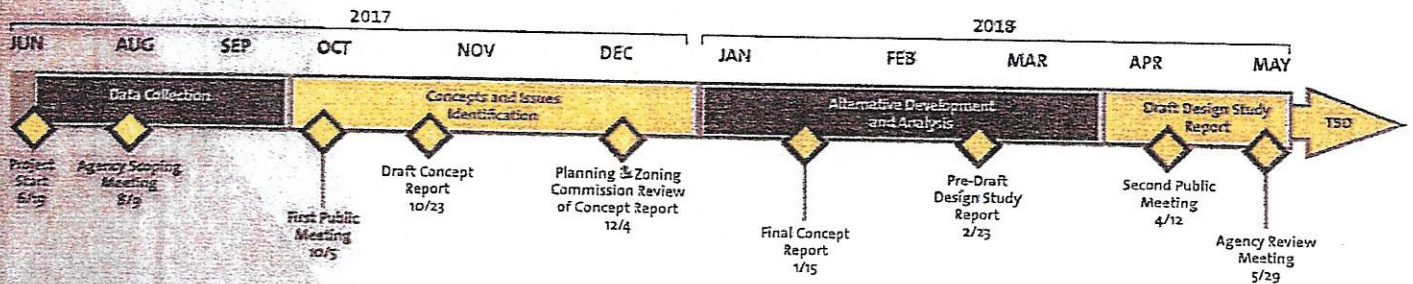 2017
2018
JUN AUG SEP OCT NOV DEC JAN FEB MAR APR MAY
Data Collection
Concepts and Issues
Identification
Alternative Development
and Analysis
Draft Design Study
Report
TSD
Project
Start
6/19
Agency Scoping
Meeting
8/9
First Public
Meeting
10/5
Draft Concept
Report
10/23
Planning & Zoning
Commission Review
of Concept Report
12/4
Final Concept
Report
1/15
Pre-Draft
Design Study
Report
2/23
Second Public
Meeting
4/12
Agency Review
Meeting
5/29